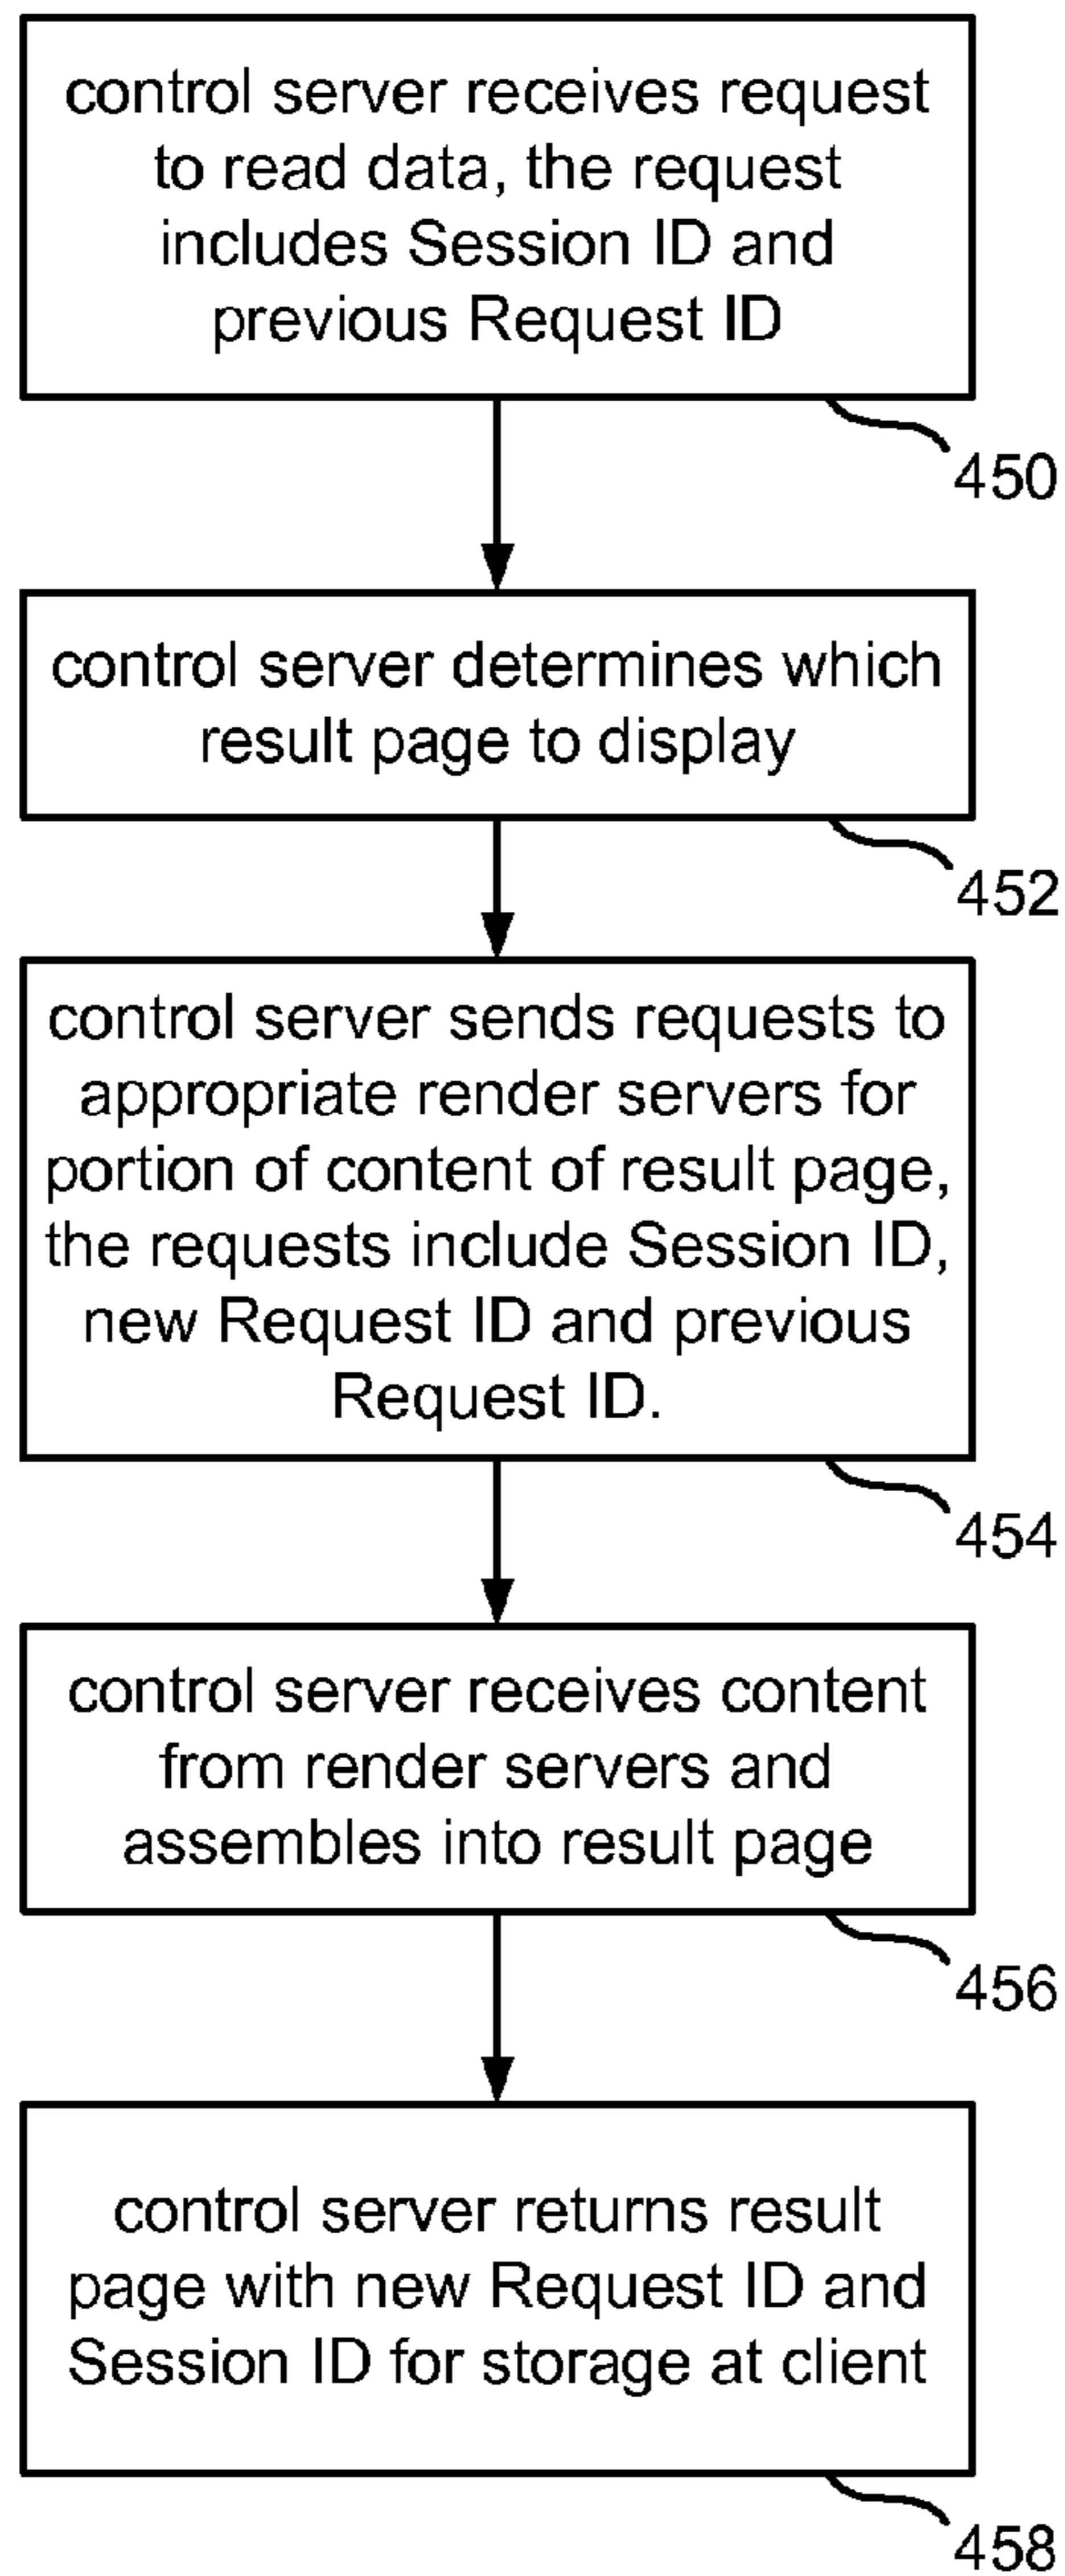 control server receives request
to read data, the request
includes Session ID and
previous Request ID
450
control server determines which
result page to display
452
control server sends requests to
appropriate render servers for
portion of content of result page,
the requests include Session ID,
new Request ID and previous
Request ID.
454
control server receives content
from render servers and
assembles into result page
456
control server returns result
page with new Request ID and
Session ID for storage at client
458